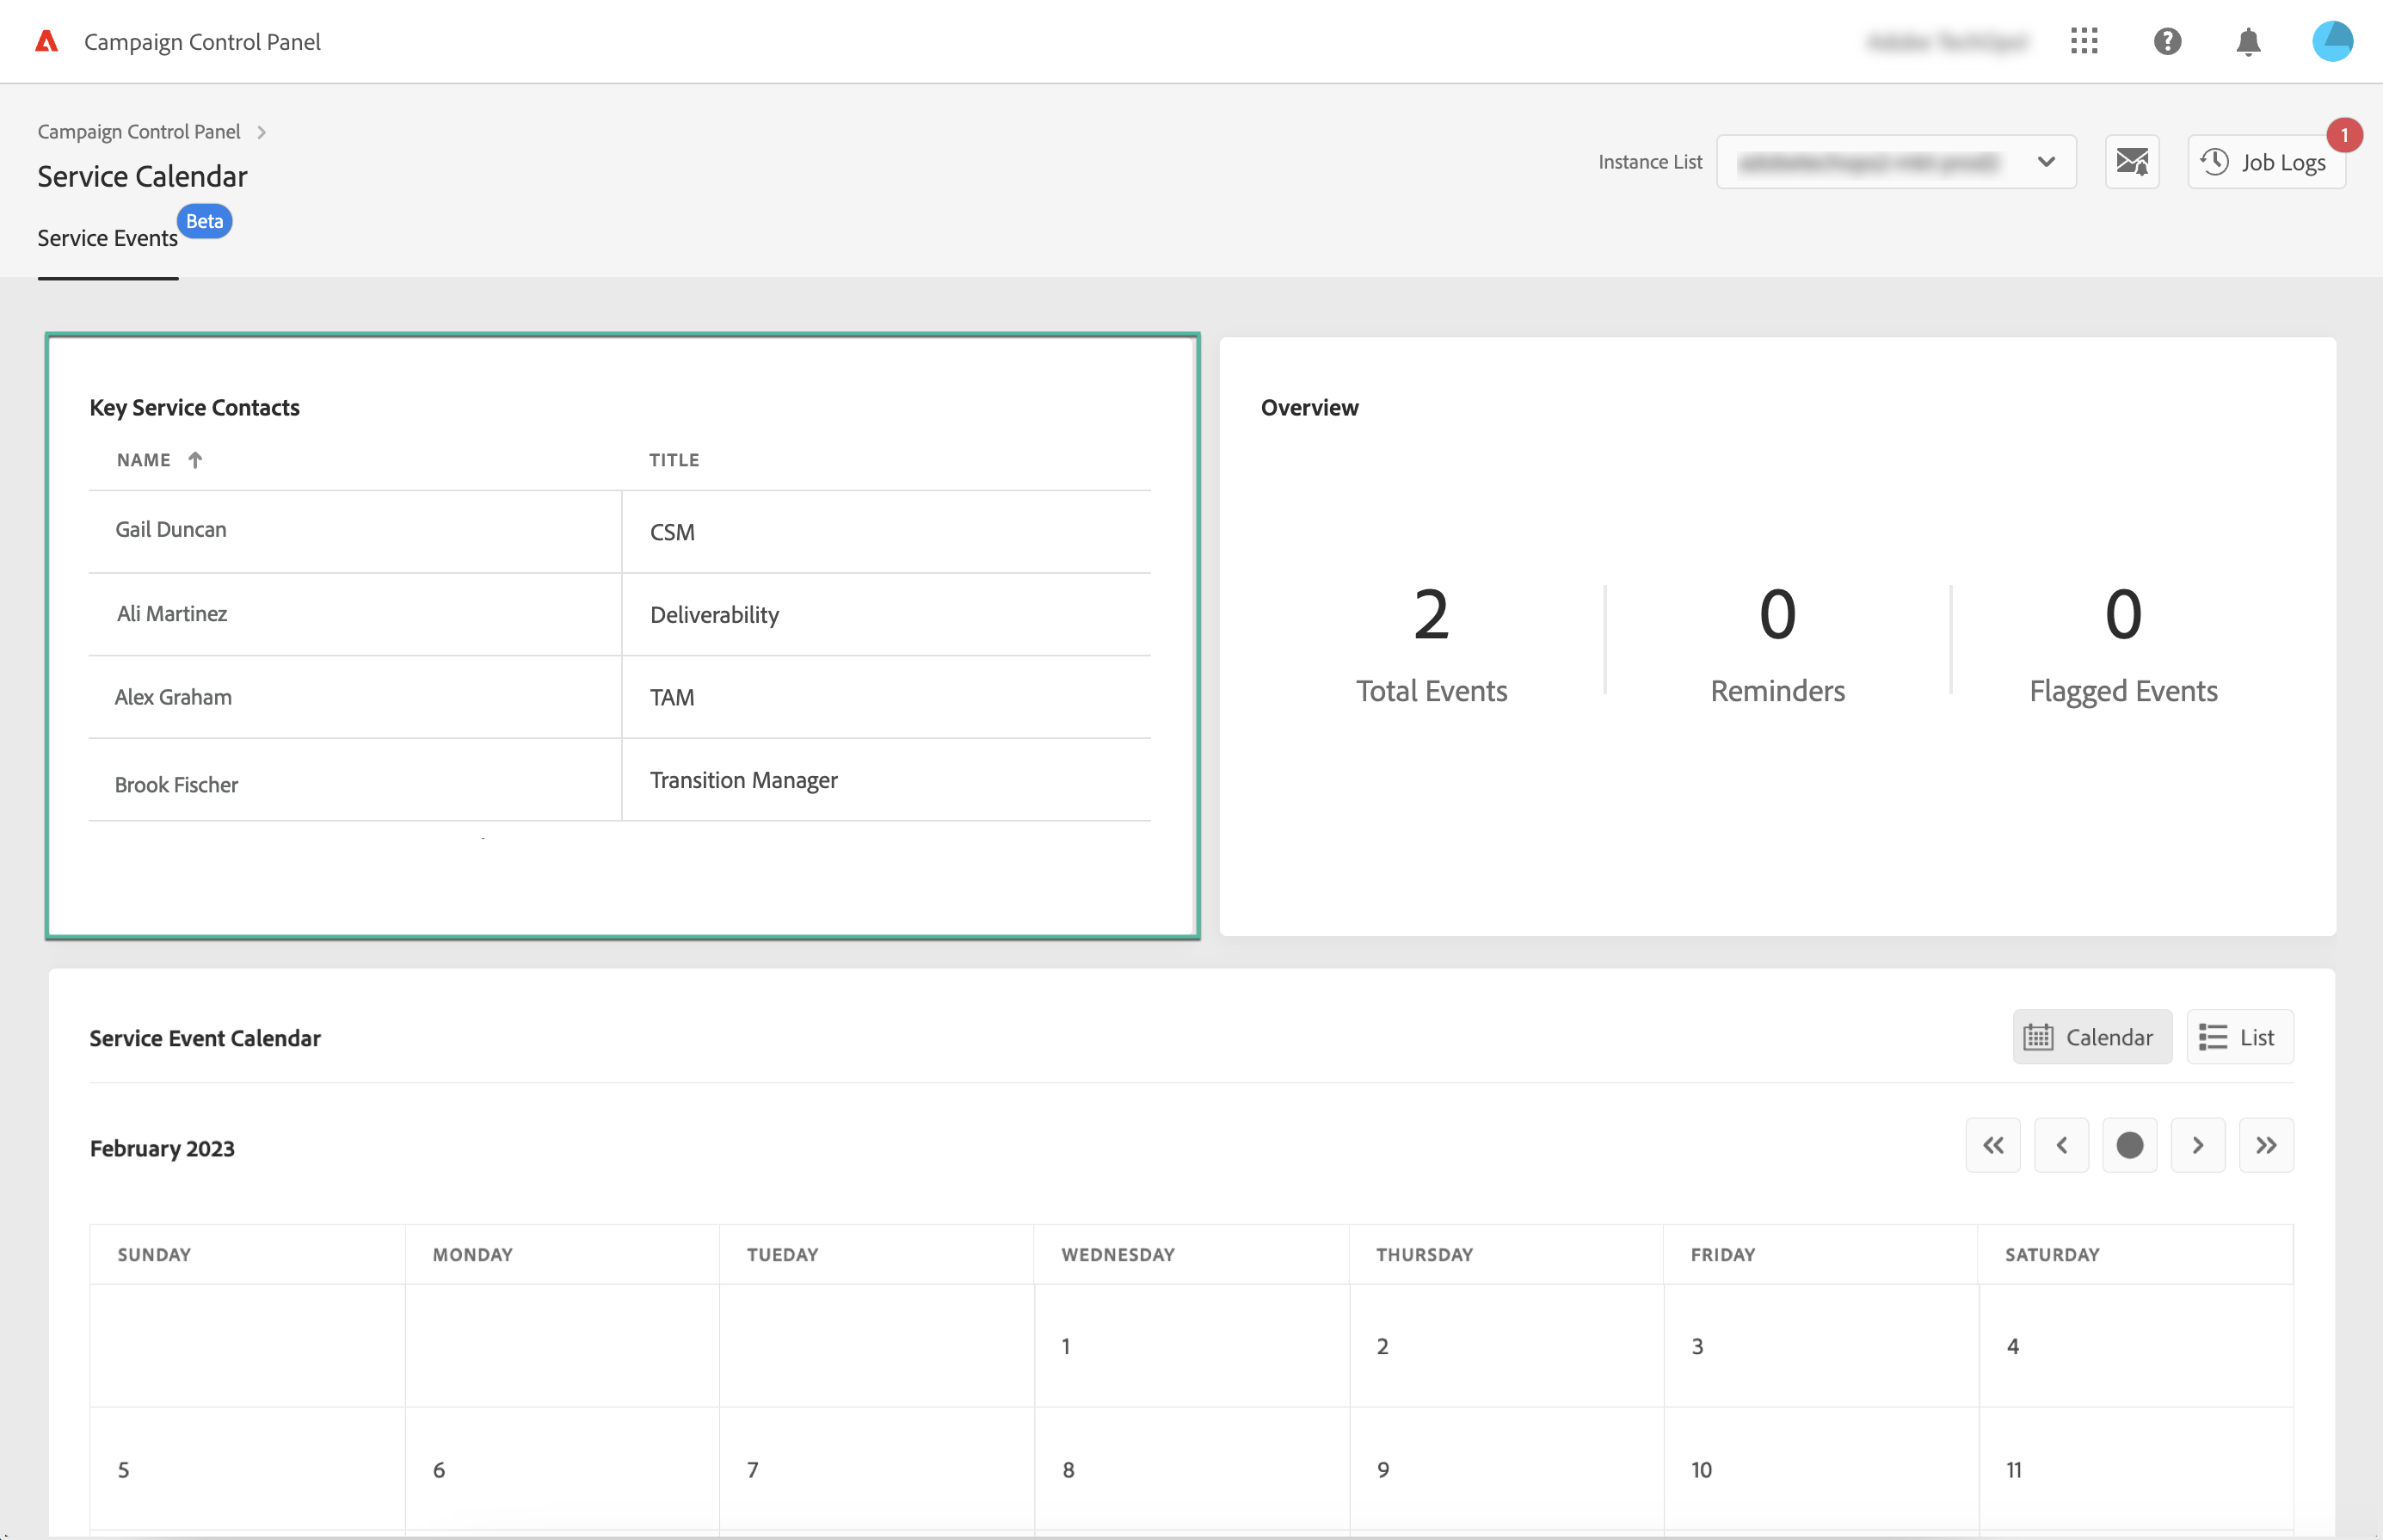 Campaign Control Panel
Campaign Control Panel
Service Calendar
Instance List
Job Logs
1
Service Events
Beta
Key Service Contacts
NAME TITLE
Gail Duncan CSM
Ali Martinez Deliverability
Alex Graham TAM
Brook Fischer Transition Manager
Overview
2 0 0
Total Events Reminders Flagged Events
Service Event Calendar
Calendar List
February 2023
SUNDAY MONDAY TUEDAY WEDNESDAY THURSDAY FRIDAY SATURDAY
1 2 3 4
5 6 7 8 9 10 11